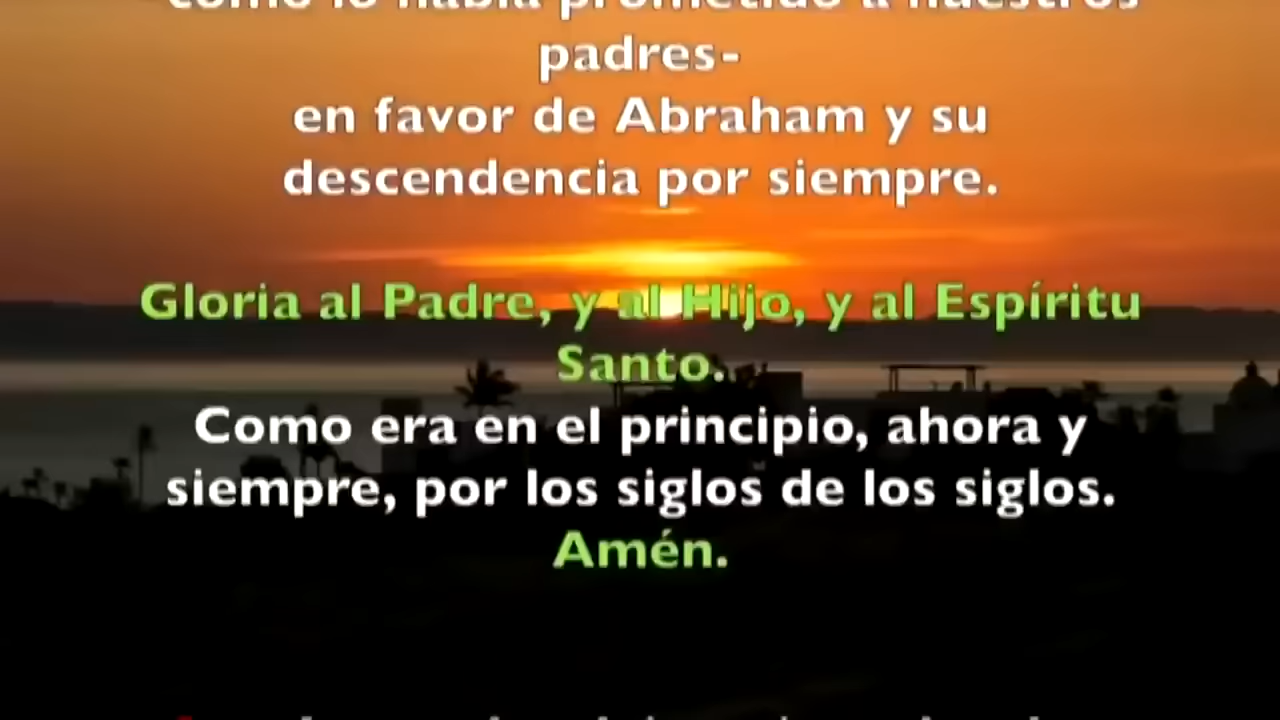 como lo había prometido a nuestros
padres-
en favor de Abraham y su
descendencia por siempre.
Gloria al Padre, y al Hijo, y al Espíritu
Santo.
Como era en el principio, ahora y
siempre, por los siglos de los siglos.
Amén.